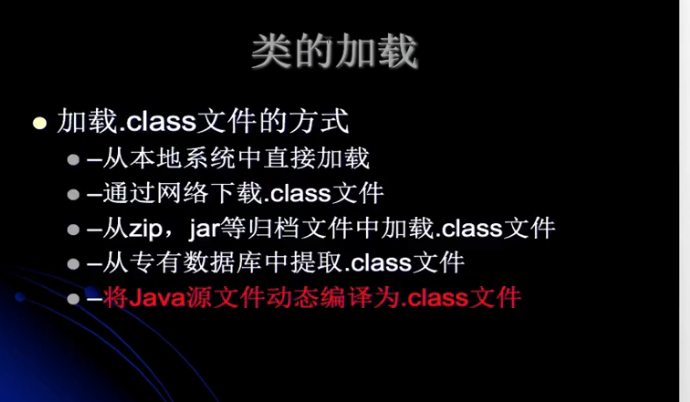 类的加载
加载.class文件的方式
–从本地系统中直接加载
–通过网络下载.class文件
–从zip，jar等归档文件中加载.class文件
–从专有数据库中提取.class文件
–将Java源文件动态编译为.class文件